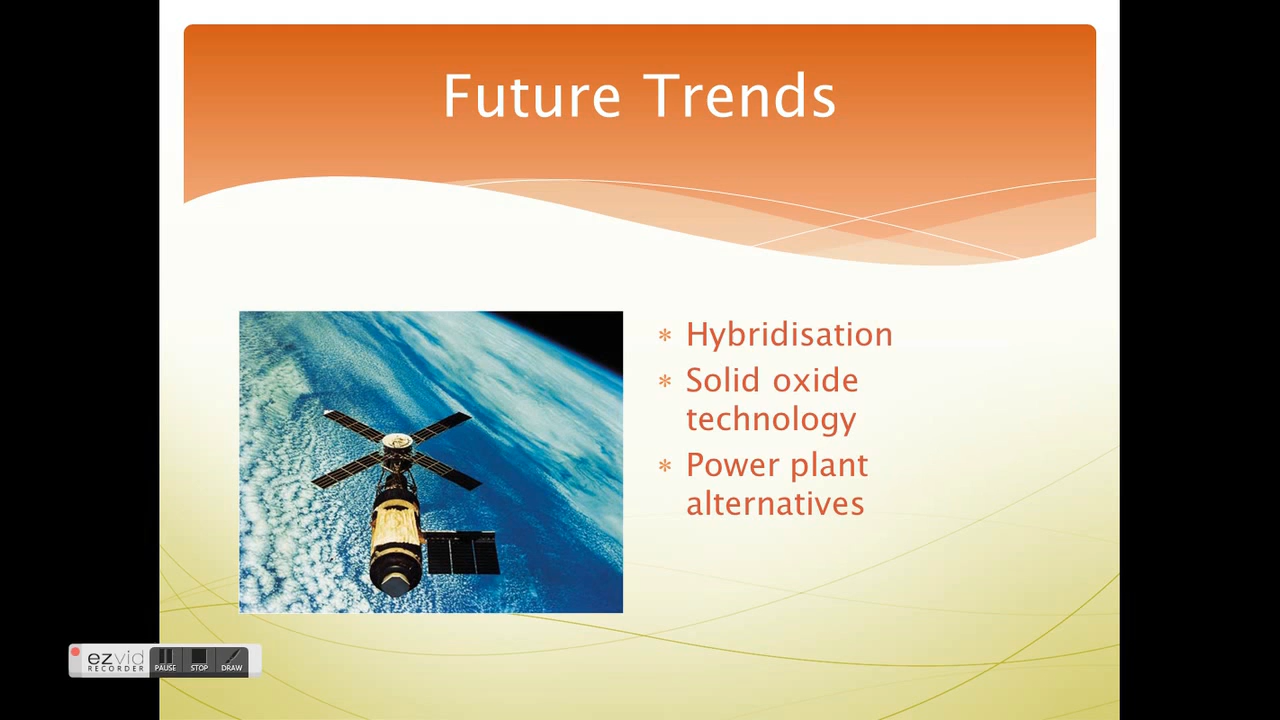 Future Trends
* Hybridisation
* Solid oxide
technology
* Power plant
alternatives
ezvid
RECORDER
PAUSE
STOP
DRAW